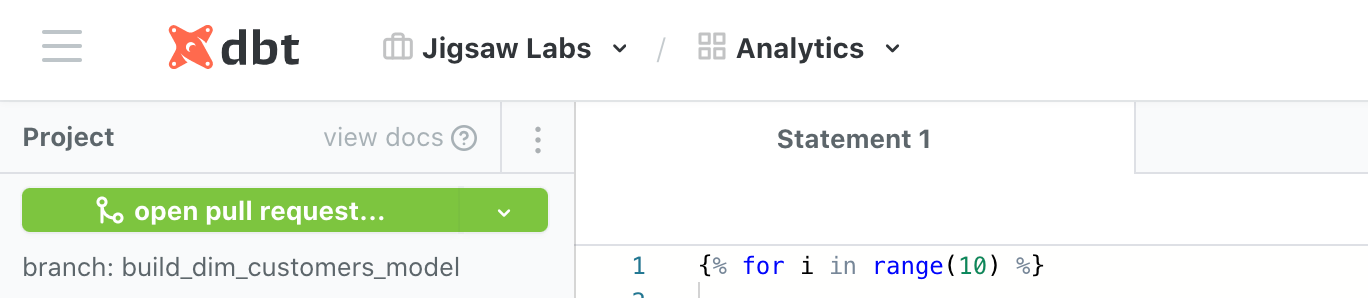 dbt Jigsaw Labs / Analytics
Project view docs ?
Statement 1
open pull request...
branch: build_dim_customers_model
1 {% for i in range(10) %}